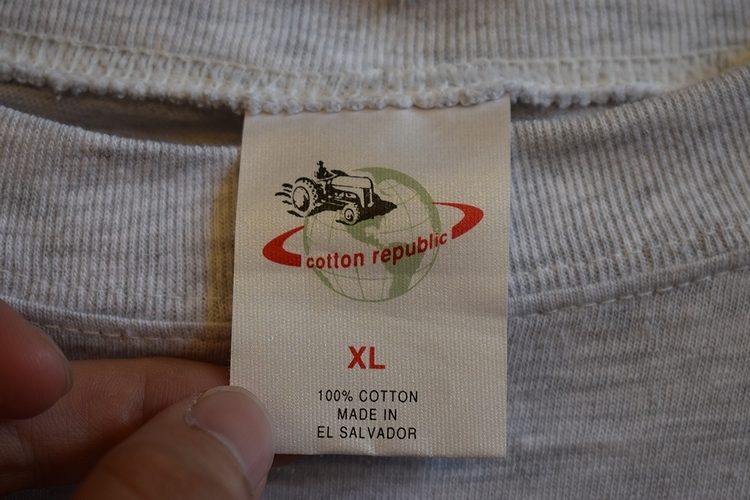 cotton republic
XL
100% COTTON
MADE IN
EL SALVADOR